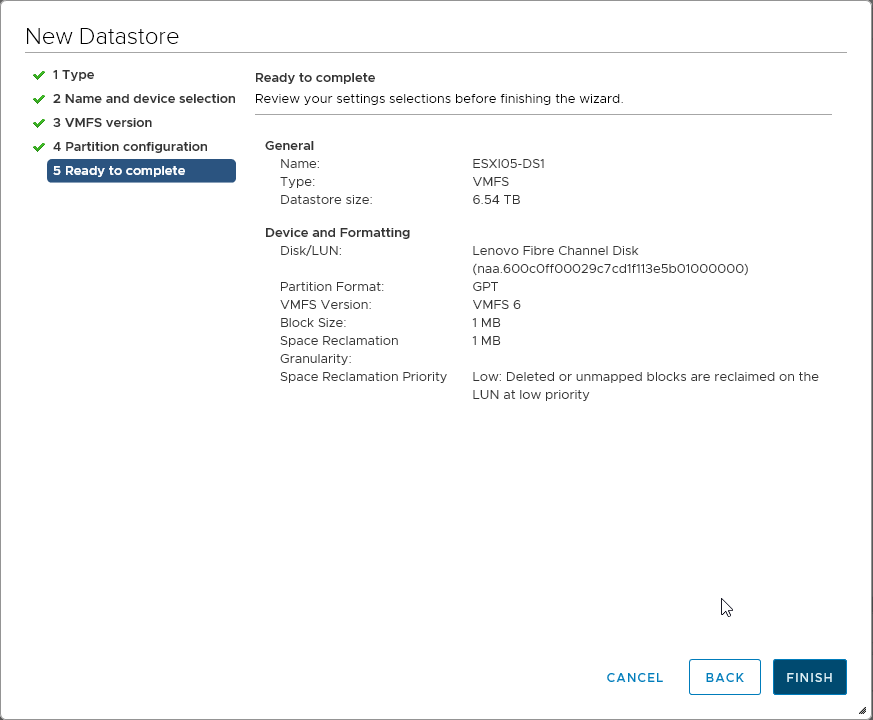 New Datastore
1 Type
2 Name and device selection
3 VMFS version
4 Partition configuration
5 Ready to complete
Ready to complete
Review your settings selections before finishing the wizard.
General
Name: ESXI05-DS1
Type: VMFS
Datastore size: 6.54 TB
Device and Formatting
Disk/LUN: Lenovo Fibre Channel Disk
(naa.600c0ff00029c7cd1f113e5b01000000)
Partition Format: GPT
VMFS Version: VMFS 6
Block Size: 1 MB
Space Reclamation 1 MB
Granularity:
Space Reclamation Priority Low: Deleted or unmapped blocks are reclaimed on the
LUN at low priority
CANCEL BACK FINISH